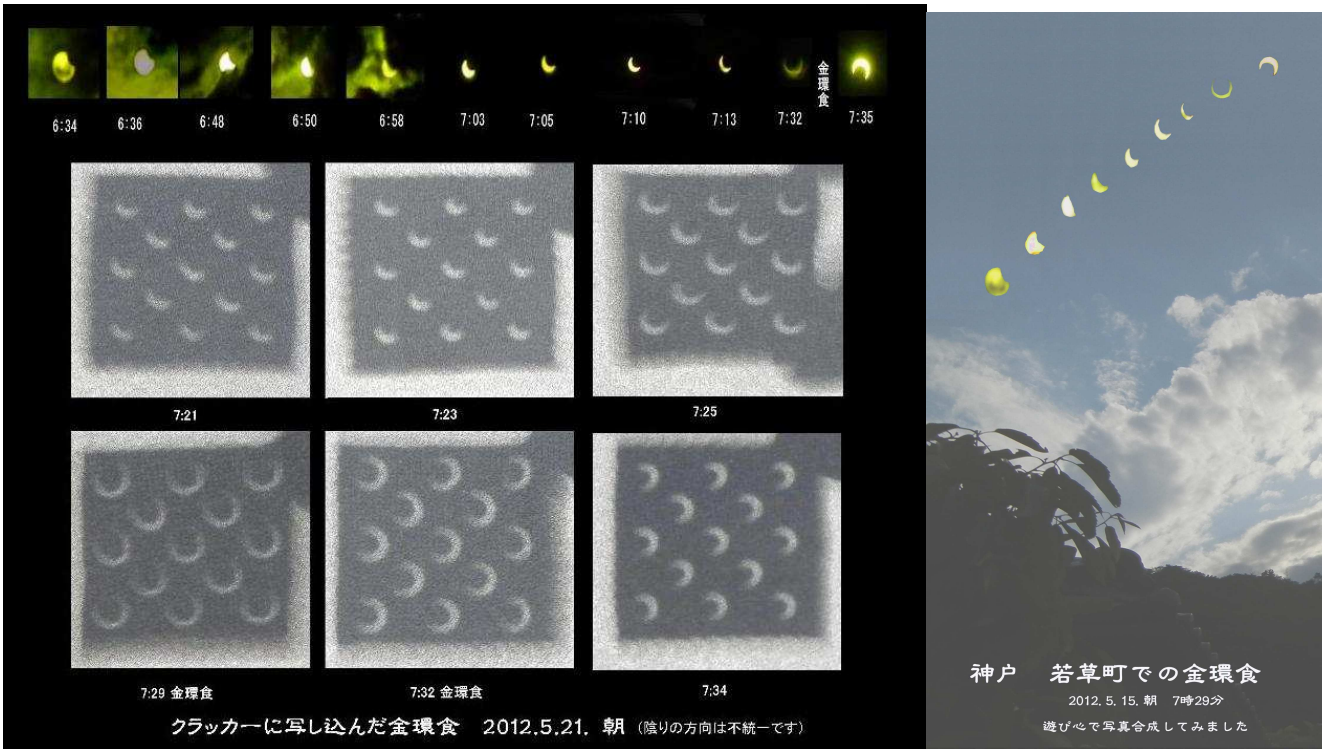 金環食
6:34 6:36 6:48 6:50 6:58 7:03 7:05 7:10 7:13 7:32 7:35
7:21 7:23 7:25
7:29 金環食 7:32 金環食 7:34
クラッカーに写し込んだ金環食 2012.5.21. 朝 (陰りの方向は不統一です)
神戸 若草町での金環食
2012.5.15.朝 7時29分
遊び心で写真合成してみました